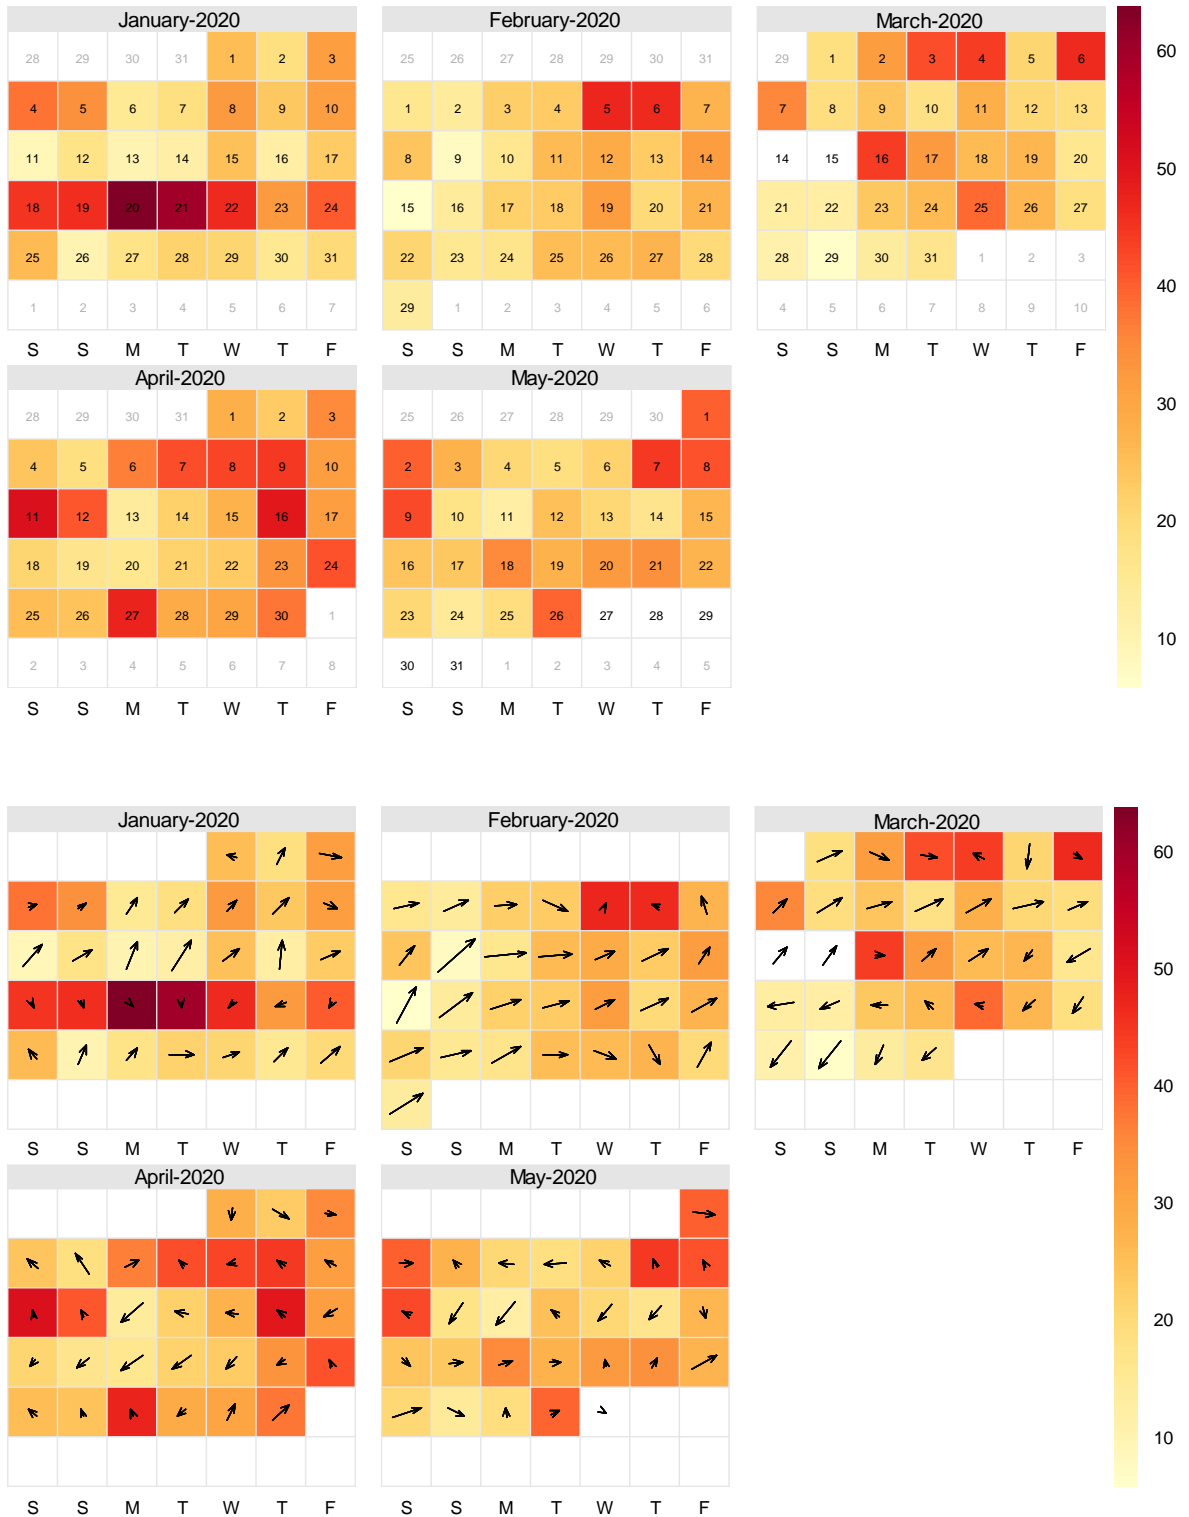 January-2020 February-2020 March-2020
28 29 30 31 1 2 3 25 26 27 28 29 30 31 29 1 2 3 4 5 6 60
4 5 6 7 8 9 10 1 2 3 4 5 6 7 7 8 9 10 11 12 13
11 12 13 14 15 16 17 8 9 10 11 12 13 14 14 15 16 17 18 19 20 50
18 19 20 21 22 23 24 15 16 17 18 19 20 21 21 22 23 24 25 26 27
25 26 27 28 29 30 31 22 23 24 25 26 27 28 28 29 30 31 1 2 3 40
1 2 3 4 5 6 7 29 1 2 3 4 5 6 4 5 6 7 8 9 10
S S M T W T F S S M T W T F S S M T W T F
April-2020 May-2020
28 29 30 31 1 2 3 25 26 27 28 29 30 1 30
4 5 6 7 8 9 10 2 3 4 5 6 7 8
11 12 13 14 15 16 17 9 10 11 12 13 14 15 20
18 19 20 21 22 23 24 16 17 18 19 20 21 22
25 26 27 28 29 30 1 23 24 25 26 27 28 29 10
2 3 4 5 6 7 8 30 31 1 2 3 4 5
S S M T W T F S S M T W T F
January-2020 February-2020 March-2020
60
50
40
S S M T W T F S S M T W T F S S M T W T F
April-2020 May-2020
30
20
10
S S M T W T F S S M T W T F